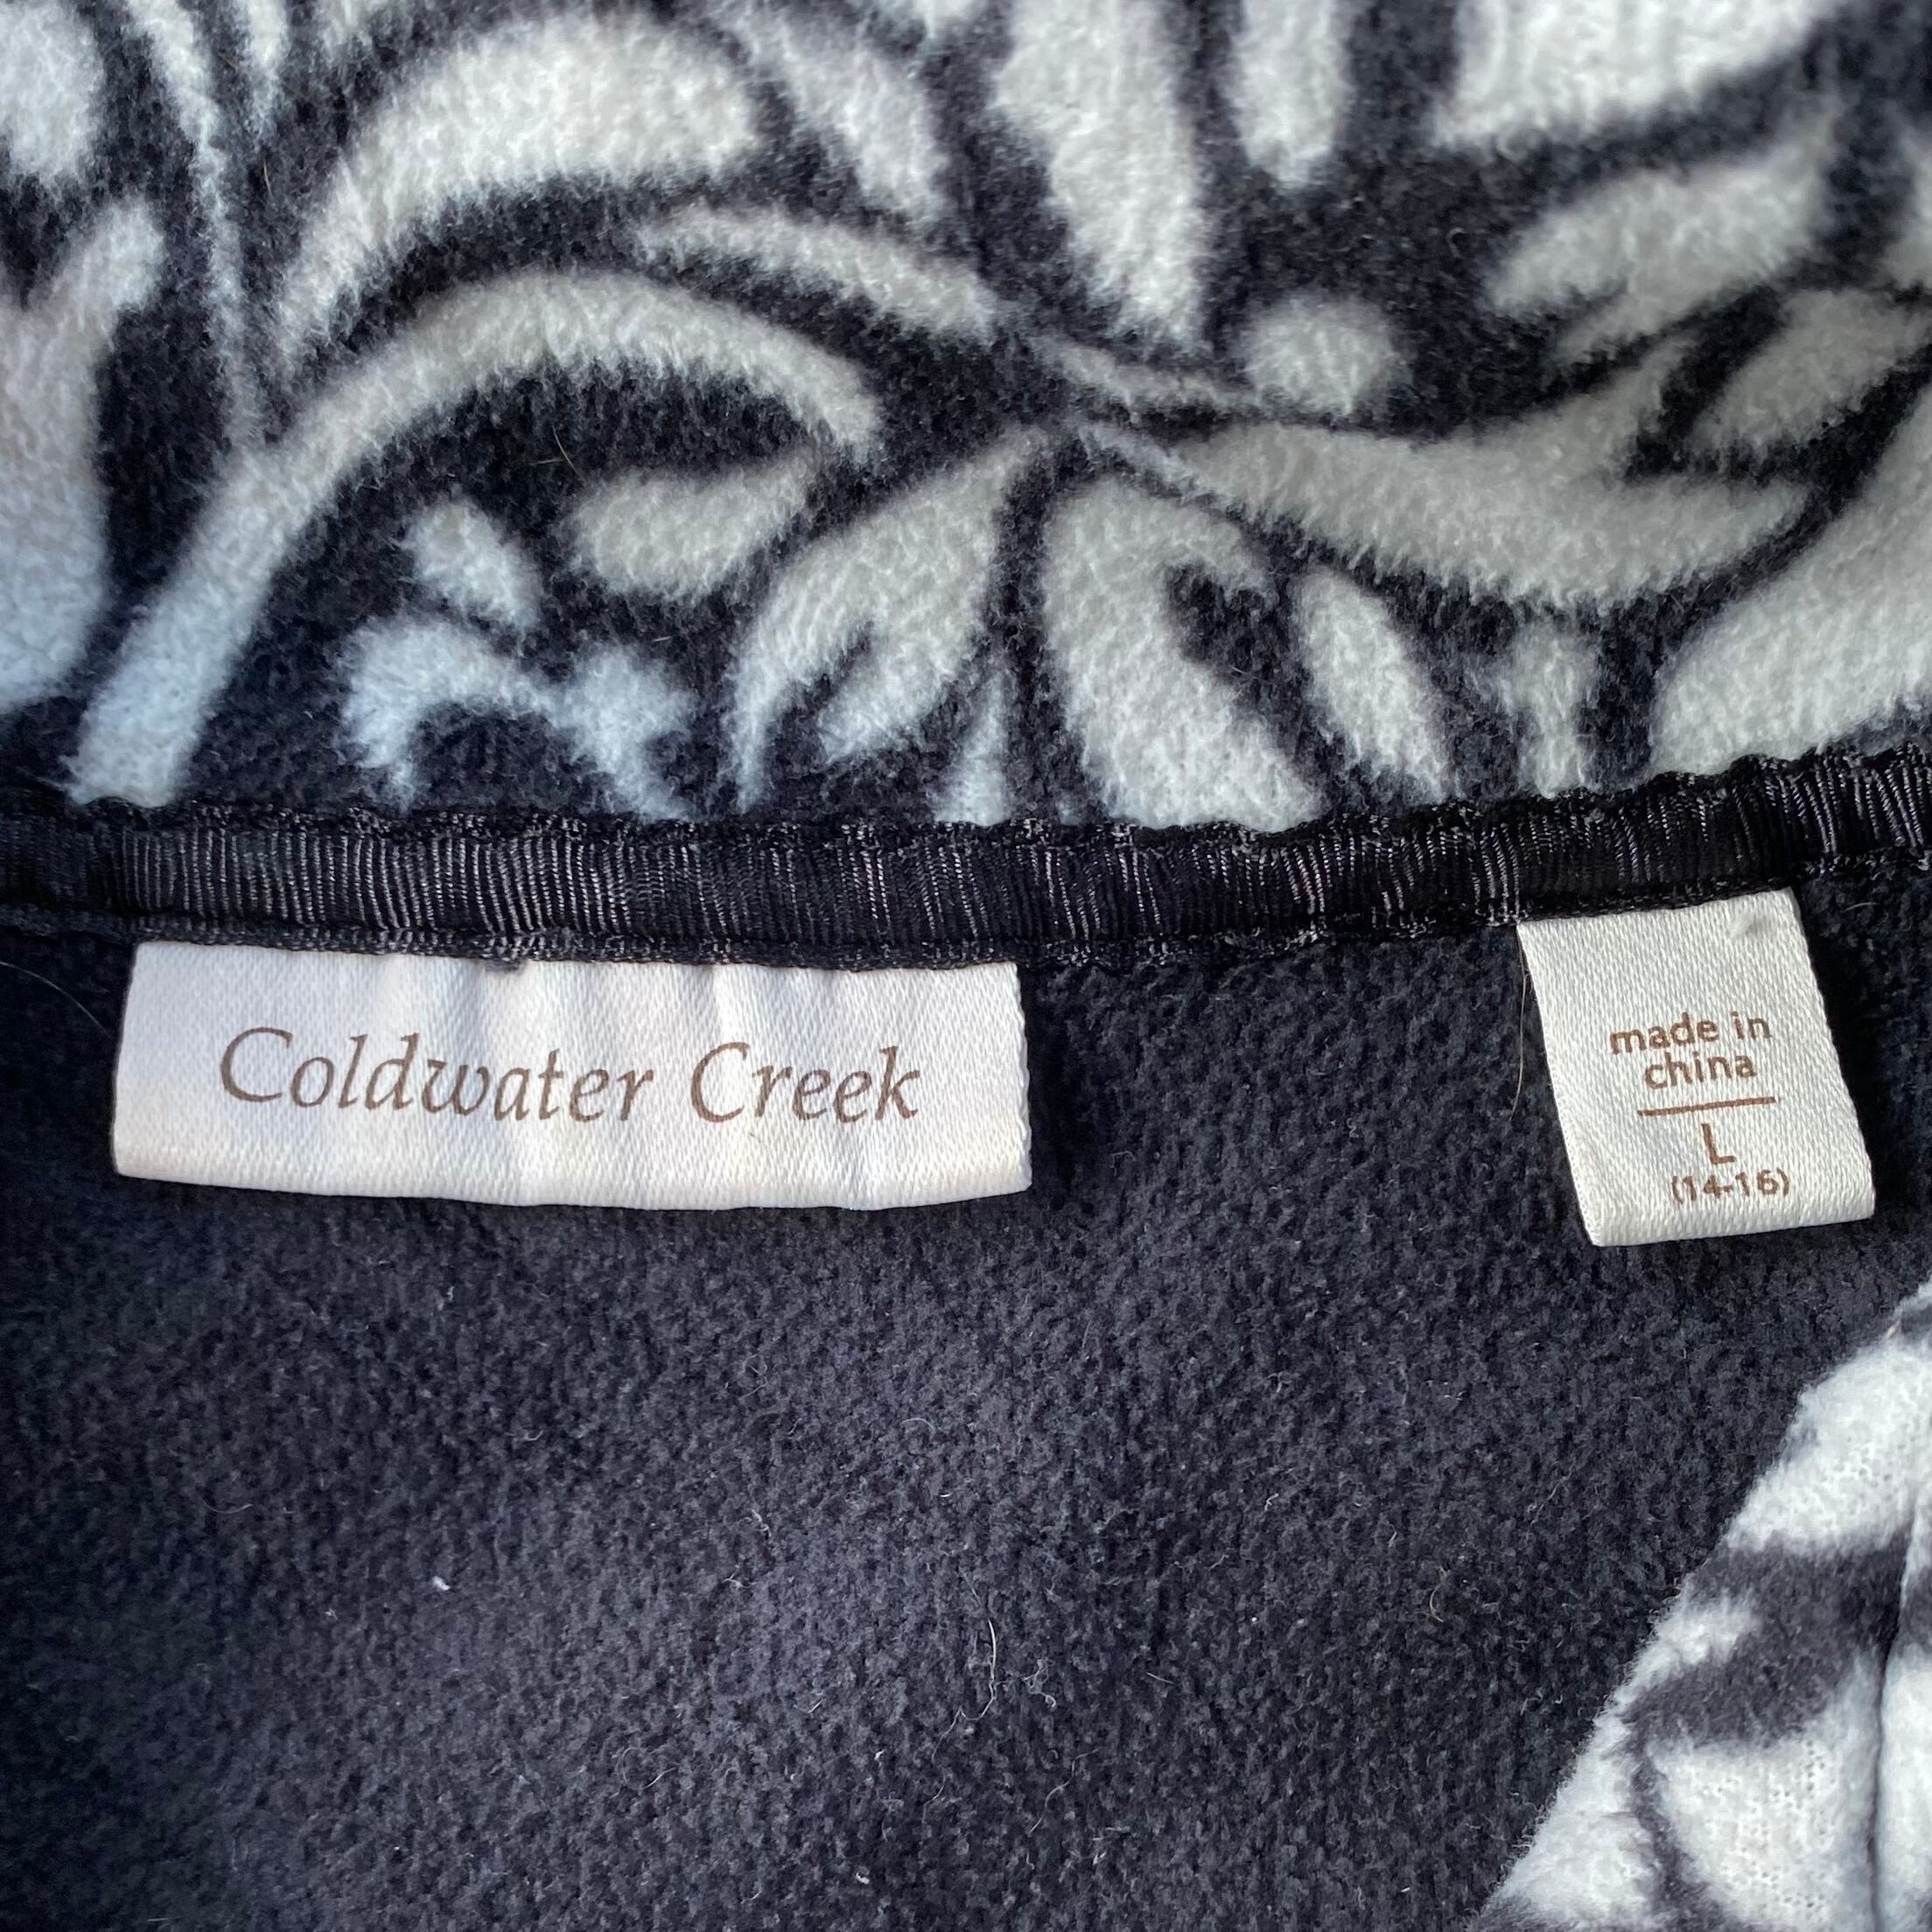 Coldwater Creek
made in
china
L
(14-16)